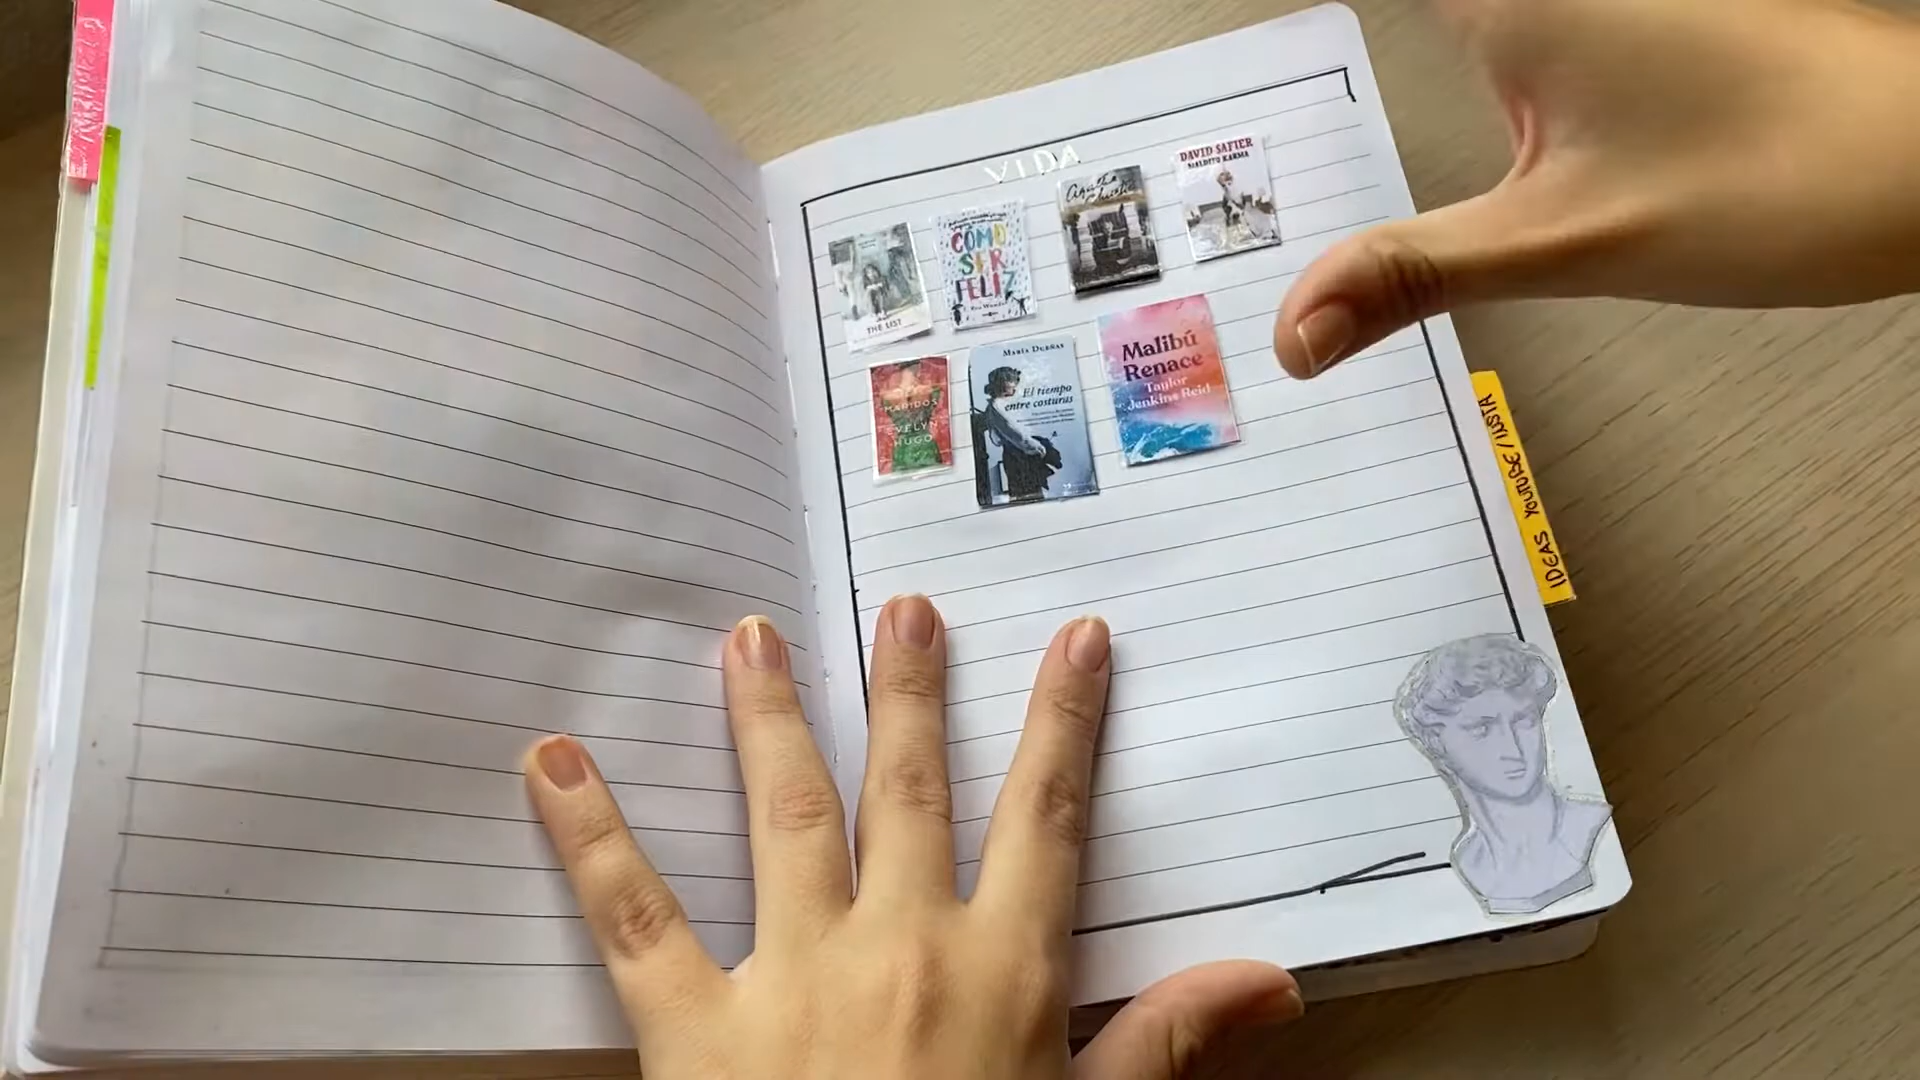 VIDA
THE LIST
CÓMO
SER
FELIZ
Agatha
Christie
DAVID SAFIER
MALDITO KARMA
MARIDOS
EVELYN
HUGO
MARÍA DUEÑAS
El tiempo
entre costuras
Malibú
Renace
Taylor
Jenkins Reid
IDEAS YOUTUBE / INSTA